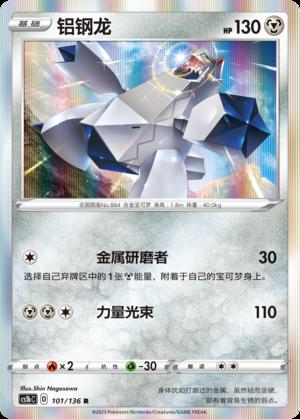 基础 铝钢龙 HP 130
全国图鉴No.884 合金宝可梦 身高:1.8m 体重:40.0kg
金属研磨者 30
选择自己弃牌区中的1张能量,附着于自己的宝可梦身上。
力量光束 110
弱点 ×2 抗性 -30 撤退
Illus.Shin Nagasawa
CS1bC D 101/136 R
身体犹如打磨过的金属,虽然轻盈坚硬,
却有着容易生锈的弱点。
©2023 Pokémon/Nintendo/Creatures/GAME FREAK.